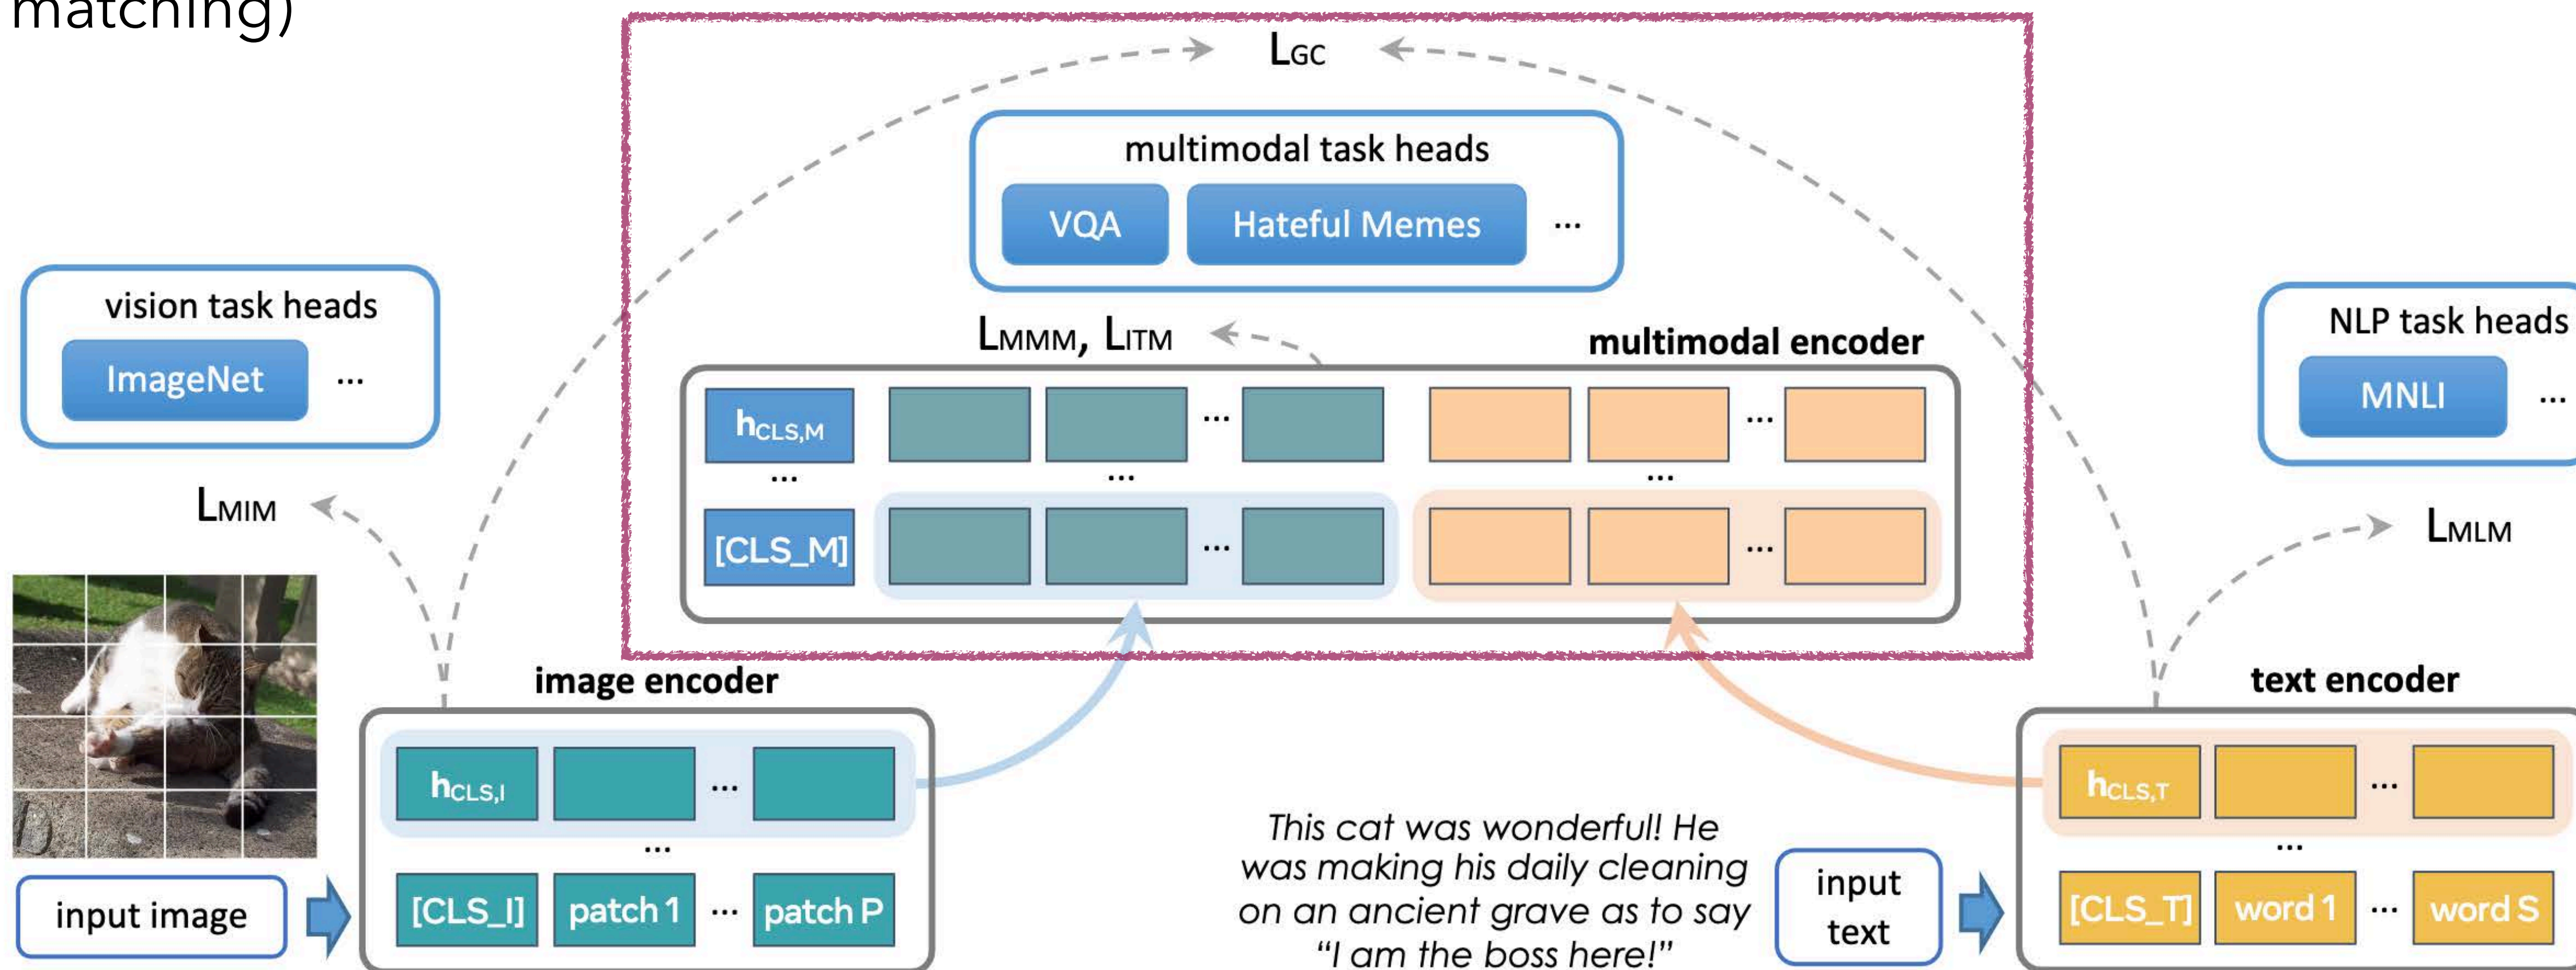 matching)
LGC
multimodal task heads
VQA
Hateful Memes
...
vision task heads
ImageNet
...
LMMM, LITM
multimodal encoder
NLP task heads
MNLI
...
hCLS,M
...
...
...
...
...
[CLS_M]
...
...
LMIM
LMLM
image encoder
text encoder
hCLS,I
...
...
input image
[CLS_I]
patch 1
...
patch P
This cat was wonderful! He
was making his daily cleaning
on an ancient grave as to say
“I am the boss here!”
input
text
hCLS,T
...
...
[CLS_T]
word 1
...
word S